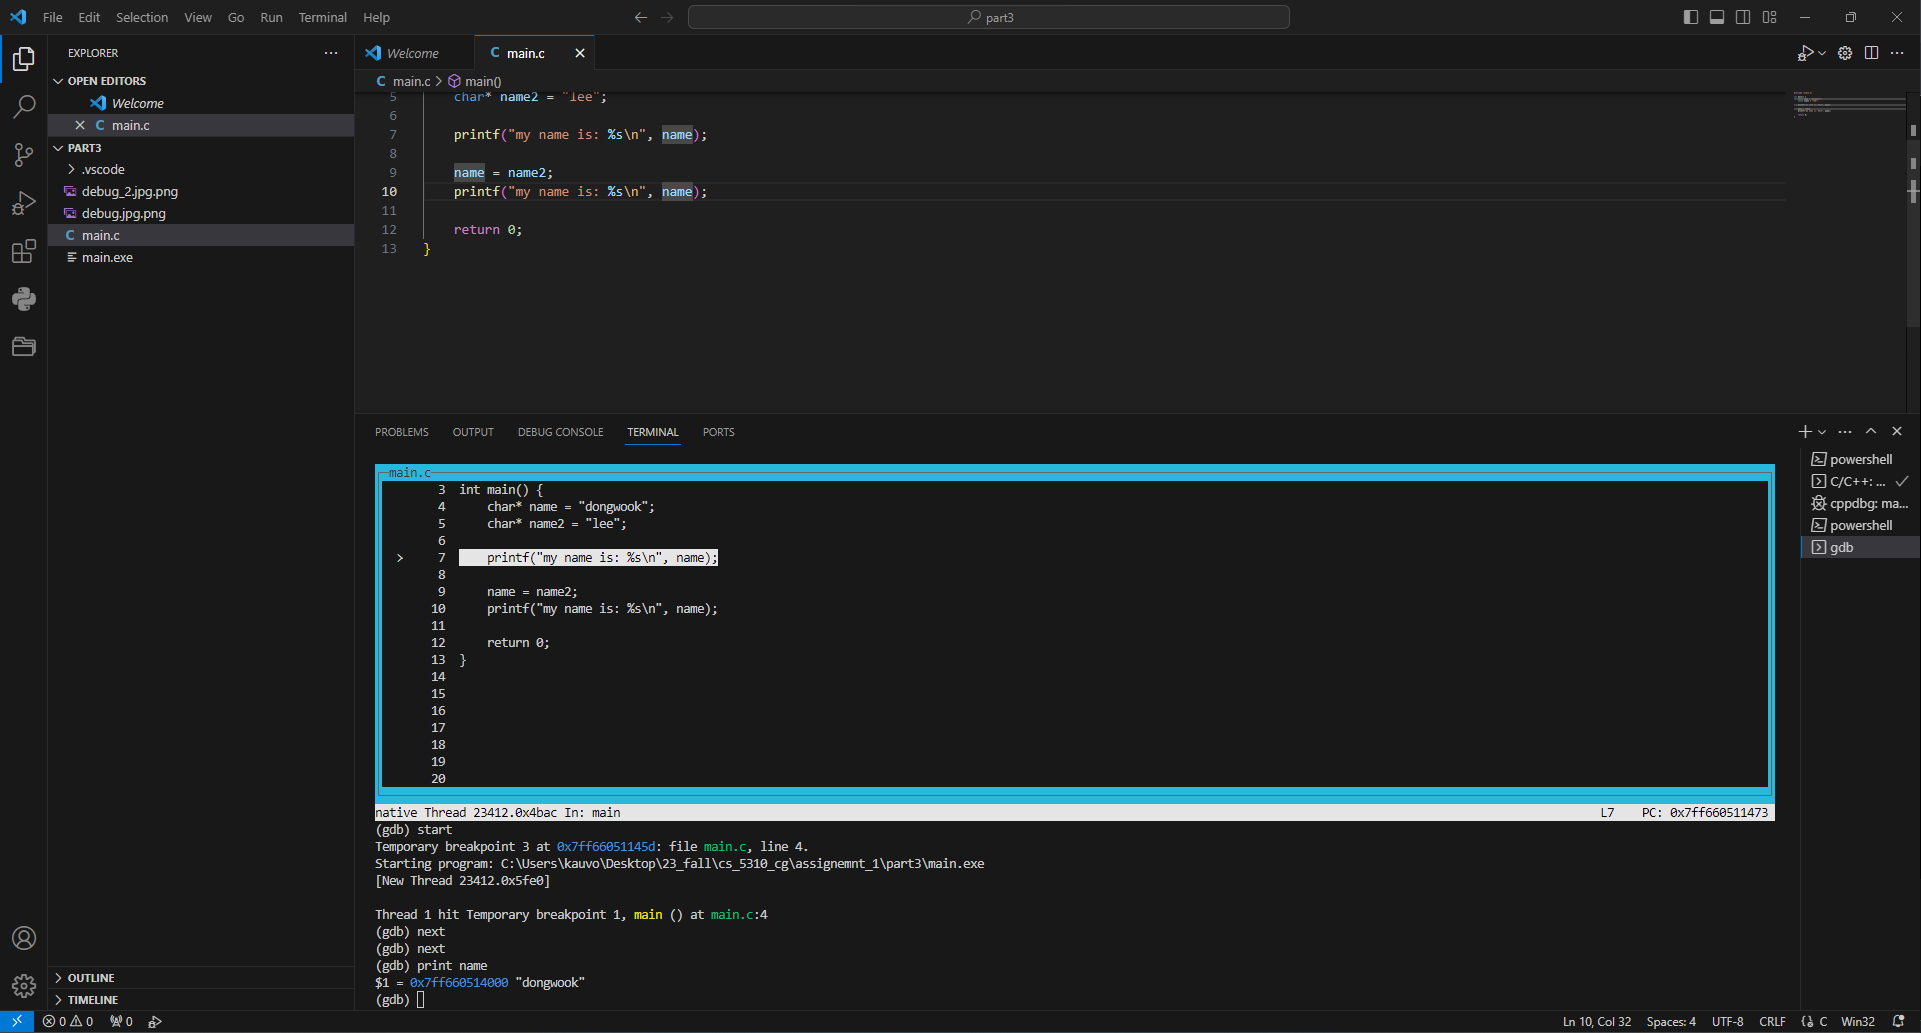 File Edit Selection View Go Run Terminal Help
part3
EXPLORER
OPEN EDITORS
Welcome
C main.c
PART3
.vscode
debug_2.jpg.png
debug.jpg.png
C main.c
main.exe
OUTLINE
TIMELINE
Welcome
C main.c
C main.c > main()
5 char* name2 = "lee";
6
7 printf("my name is: %s\n", name);
8
9 name = name2;
10 printf("my name is: %s\n", name);
11
12 return 0;
13 }
PROBLEMS OUTPUT DEBUG CONSOLE TERMINAL PORTS
main.c
3 int main() {
4 char* name = "dongwook";
5 char* name2 = "lee";
6
> 7 printf("my name is: %s\n", name);
8
9 name = name2;
10 printf("my name is: %s\n", name);
11
12 return 0;
13 }
14
15
16
17
18
19
20
native Thread 23412.0x4bac In: main L7 PC: 0x7ff660511473
(gdb) start
Temporary breakpoint 3 at 0x7ff66051145d: file main.c, line 4.
Starting program: C:\Users\kauvo\Desktop\23_fall\cs_5310_cg\assignemnt_1\part3\main.exe
[New Thread 23412.0x5fe0]
Thread 1 hit Temporary breakpoint 1, main () at main.c:4
(gdb) next
(gdb) next
(gdb) print name
$1 = 0x7ff660514000 "dongwook"
(gdb)
powershell
C/C++: ...
cppdbg: ma...
powershell
gdb
0 0 0
Ln 10, Col 32 Spaces: 4 UTF-8 CRLF C Win32